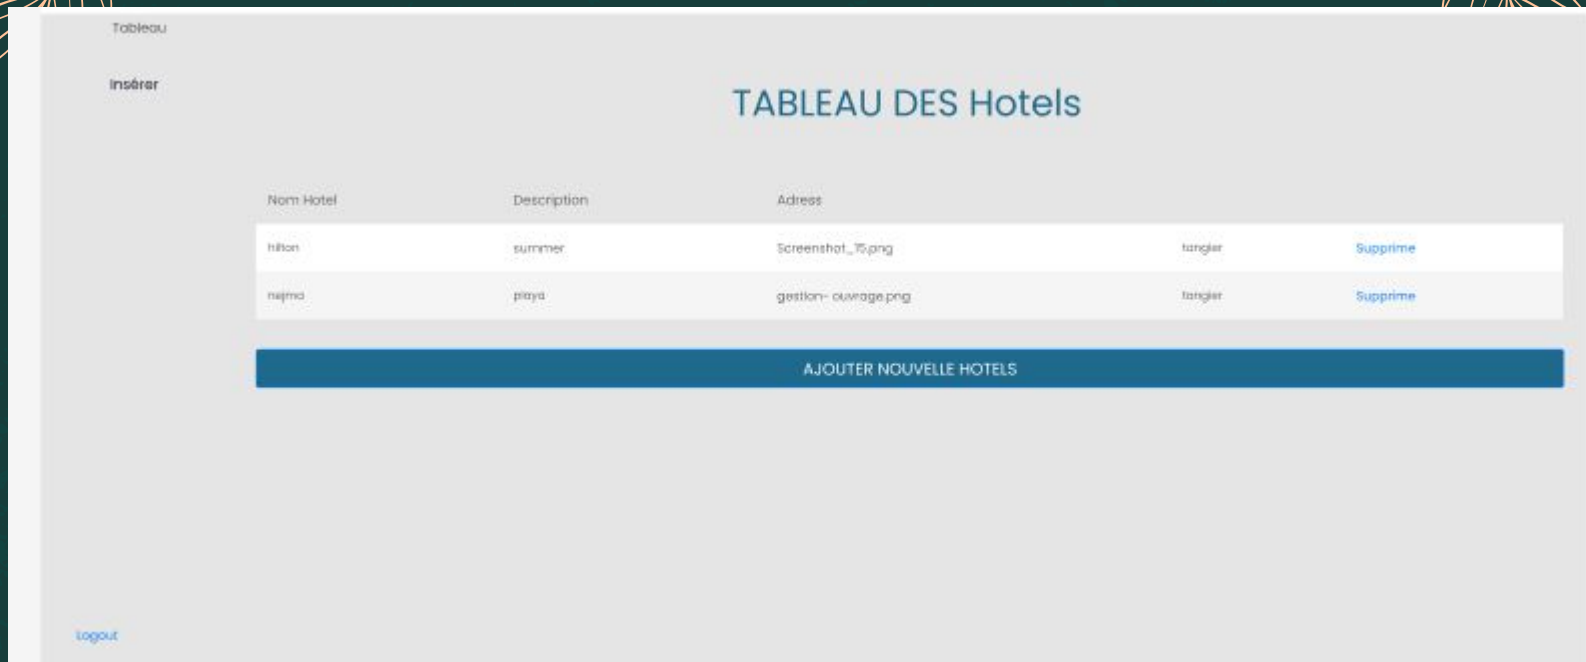 Tableau
Insérer
TABLEAU DES Hotels
Nom Hotel Description Adress
hilton summer Screenshot_15.png tangier Supprime
nejma playa gestion- ouvrage.png tangier Supprime
AJOUTER NOUVELLE HOTELS
Logout